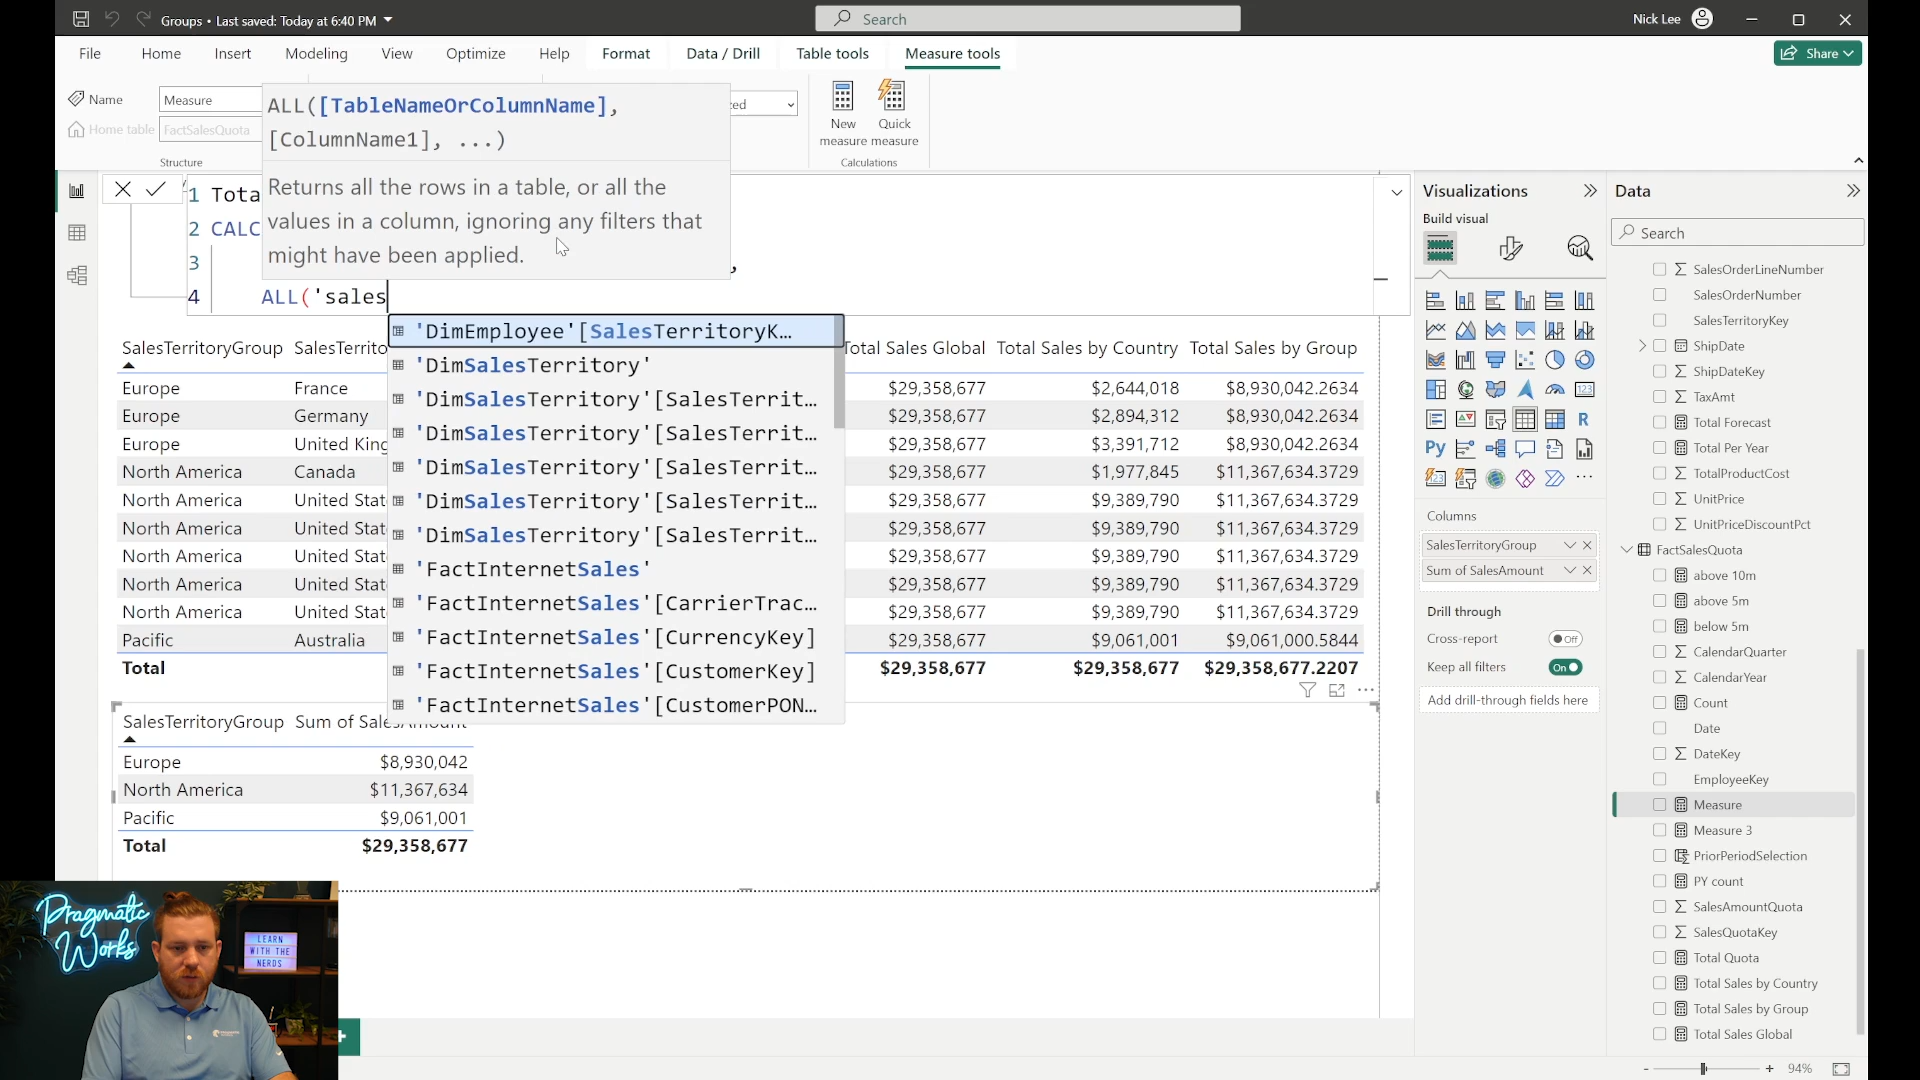 Groups • Last saved: Today at 6:40 PM
Search
Nick Lee
File
Home
Insert
Modeling
View
Optimize
Help
Format
Data / Drill
Table tools
Measure tools
Share
Name
Measure
Home table
FactSalesQuota
Structure
New measure
Quick measure
Calculations
ALL([TableNameOrColumnName],
[ColumnName1], ...)
Returns all the rows in a table, or all the
values in a column, ignoring any filters that
might have been applied.
1 Tota
2 CALC
3 ,
4 ALL('sales
'DimEmployee'[SalesTerritoryK...
'DimSalesTerritory'
'DimSalesTerritory'[SalesTerrit...
'DimSalesTerritory'[SalesTerrit...
'DimSalesTerritory'[SalesTerrit...
'DimSalesTerritory'[SalesTerrit...
'DimSalesTerritory'[SalesTerrit...
'FactInternetSales'
'FactInternetSales'[CarrierTrac...
'FactInternetSales'[CurrencyKey]
'FactInternetSales'[CustomerKey]
'FactInternetSales'[CustomerPON...
SalesTerritoryGroup SalesTerrito Total Sales Global Total Sales by Country Total Sales by Group
Europe France $29,358,677 $2,644,018 $8,930,042.2634
Europe Germany $29,358,677 $2,894,312 $8,930,042.2634
Europe United King $29,358,677 $3,391,712 $8,930,042.2634
North America Canada $29,358,677 $1,977,845 $11,367,634.3729
North America United Stat $29,358,677 $9,389,790 $11,367,634.3729
North America United Stat $29,358,677 $9,389,790 $11,367,634.3729
North America United Stat $29,358,677 $9,389,790 $11,367,634.3729
North America United Stat $29,358,677 $9,389,790 $11,367,634.3729
North America United Stat $29,358,677 $9,389,790 $11,367,634.3729
Pacific Australia $29,358,677 $9,061,001 $9,061,000.5844
Total $29,358,677 $29,358,677 $29,358,677.2207
SalesTerritoryGroup Sum of SalesAmount
Europe $8,930,042
North America $11,367,634
Pacific $9,061,001
Total $29,358,677
Visualizations
Build visual
Columns
SalesTerritoryGroup
Sum of SalesAmount
Drill through
Cross-report Off
Keep all filters On
Add drill-through fields here
Data
Search
SalesOrderLineNumber
SalesOrderNumber
SalesTerritoryKey
ShipDate
ShipDateKey
TaxAmt
Total Forecast
Total Per Year
TotalProductCost
UnitPrice
UnitPriceDiscountPct
FactSalesQuota
above 10m
above 5m
below 5m
CalendarQuarter
CalendarYear
Count
Date
DateKey
EmployeeKey
Measure
Measure 3
PriorPeriodSelection
PY count
SalesAmountQuota
SalesQuotaKey
Total Quota
Total Sales by Country
Total Sales by Group
Total Sales Global
94%
Pragmatic
Works
LEARN
WITH THE
NERDS